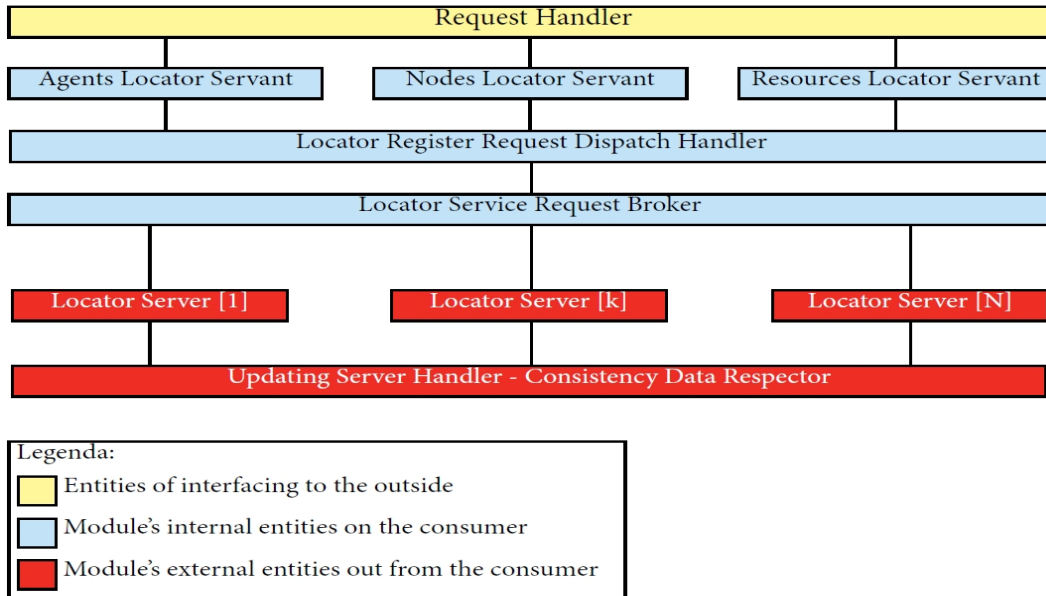 Request Handler
Agents Locator Servant
Nodes Locator Servant
Resources Locator Servant
Locator Register Request Dispatch Handler
Locator Service Request Broker
Locator Server [1]
Locator Server [k]
Locator Server [N]
Updating Server Handler - Consistency Data Respector
Legenda:
Entities of interfacing to the outside
Module's internal entities on the consumer
Module's external entities out from the consumer